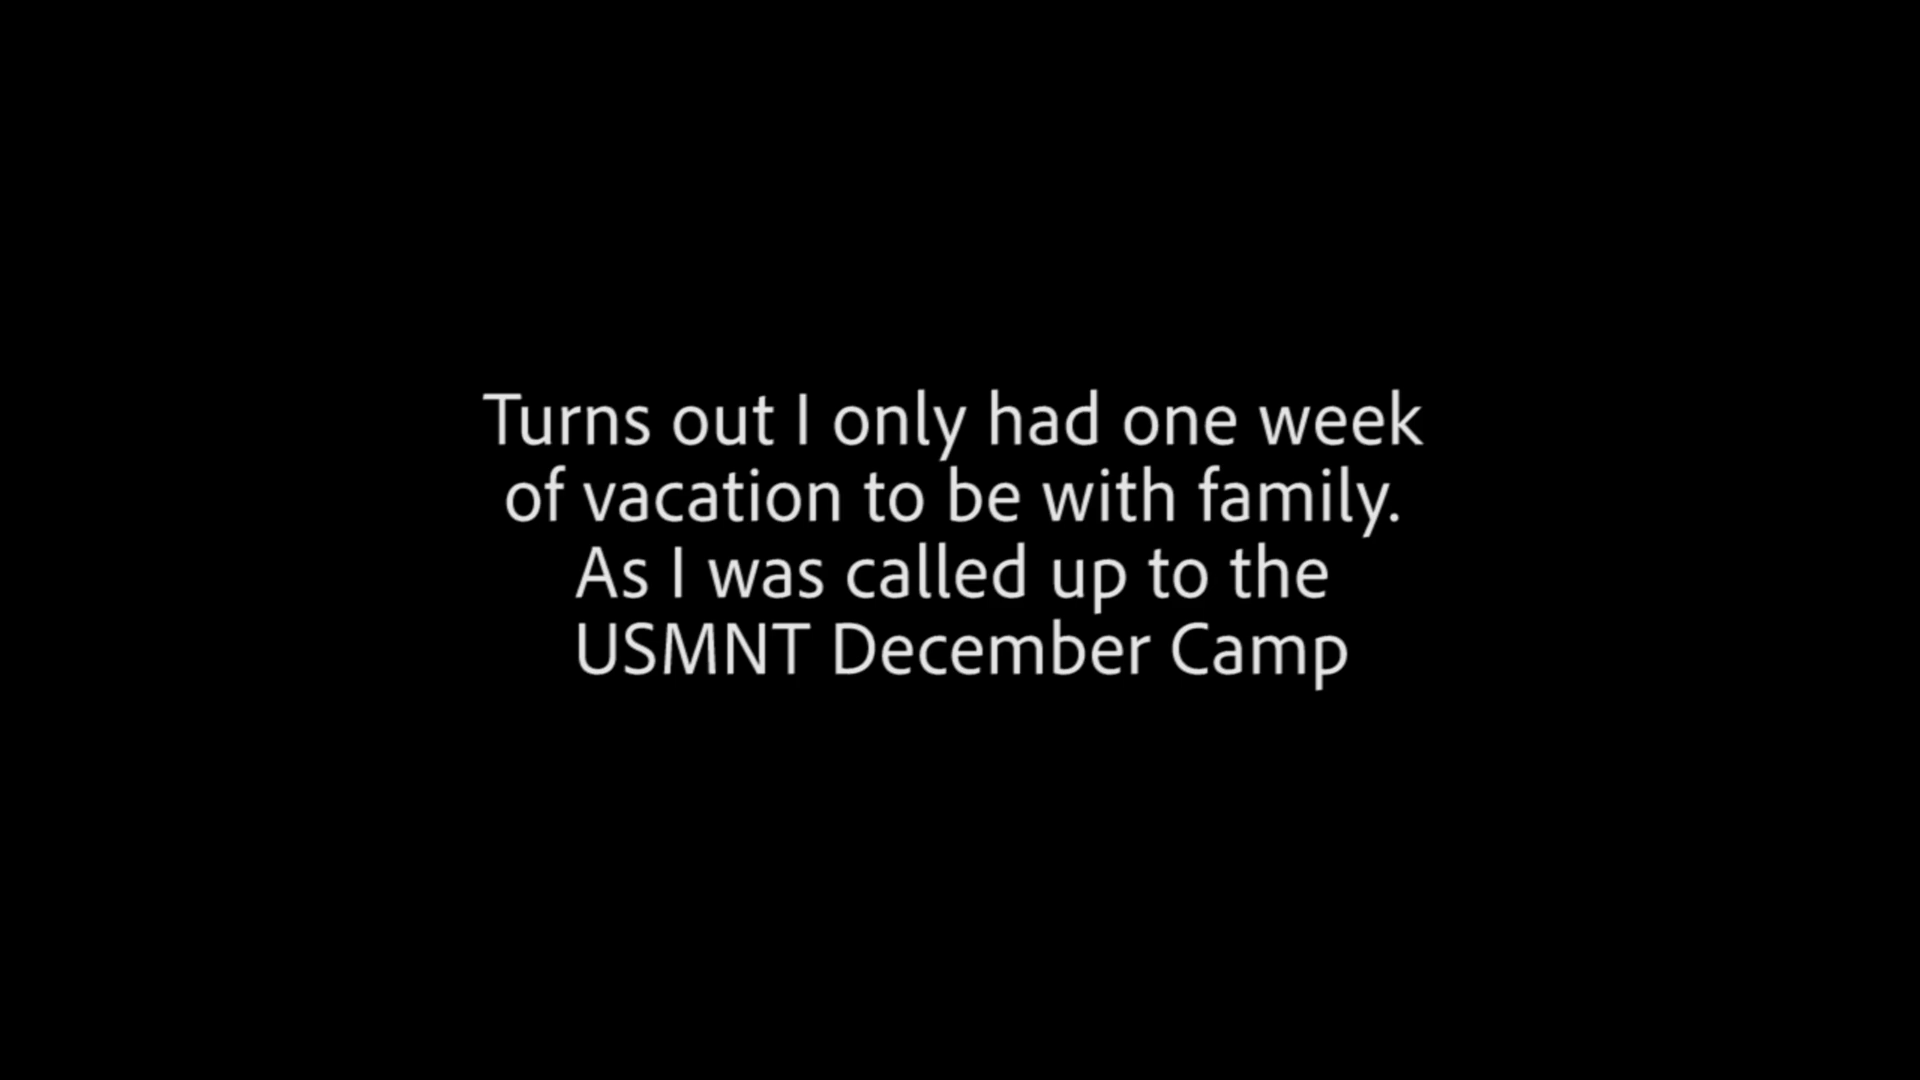 Turns out I only had one week
of vacation to be with family.
As I was called up to the
USMNT December Camp